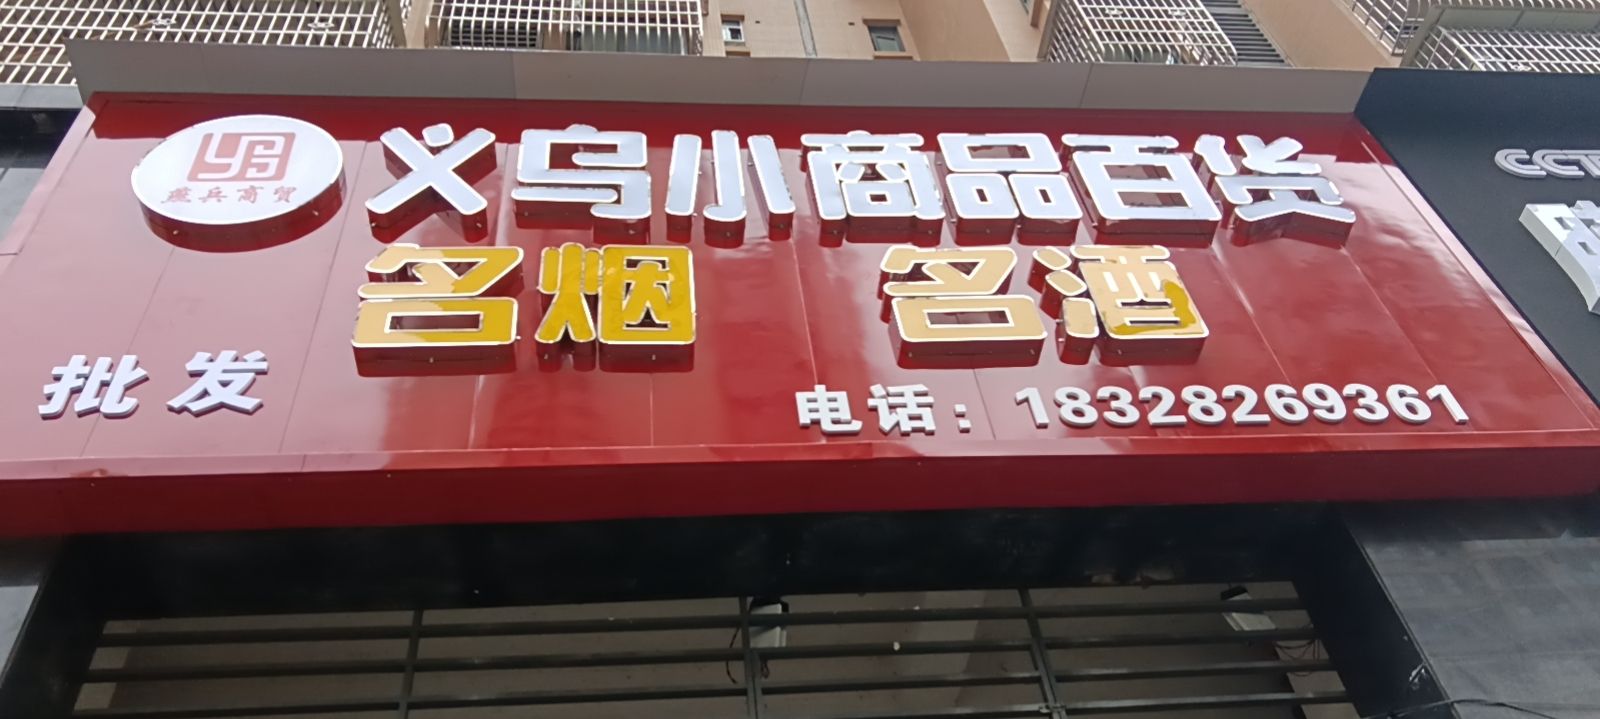 燕兵商贸
义乌小商品百货
名烟 名酒
批发
电话：18328269361
CCT